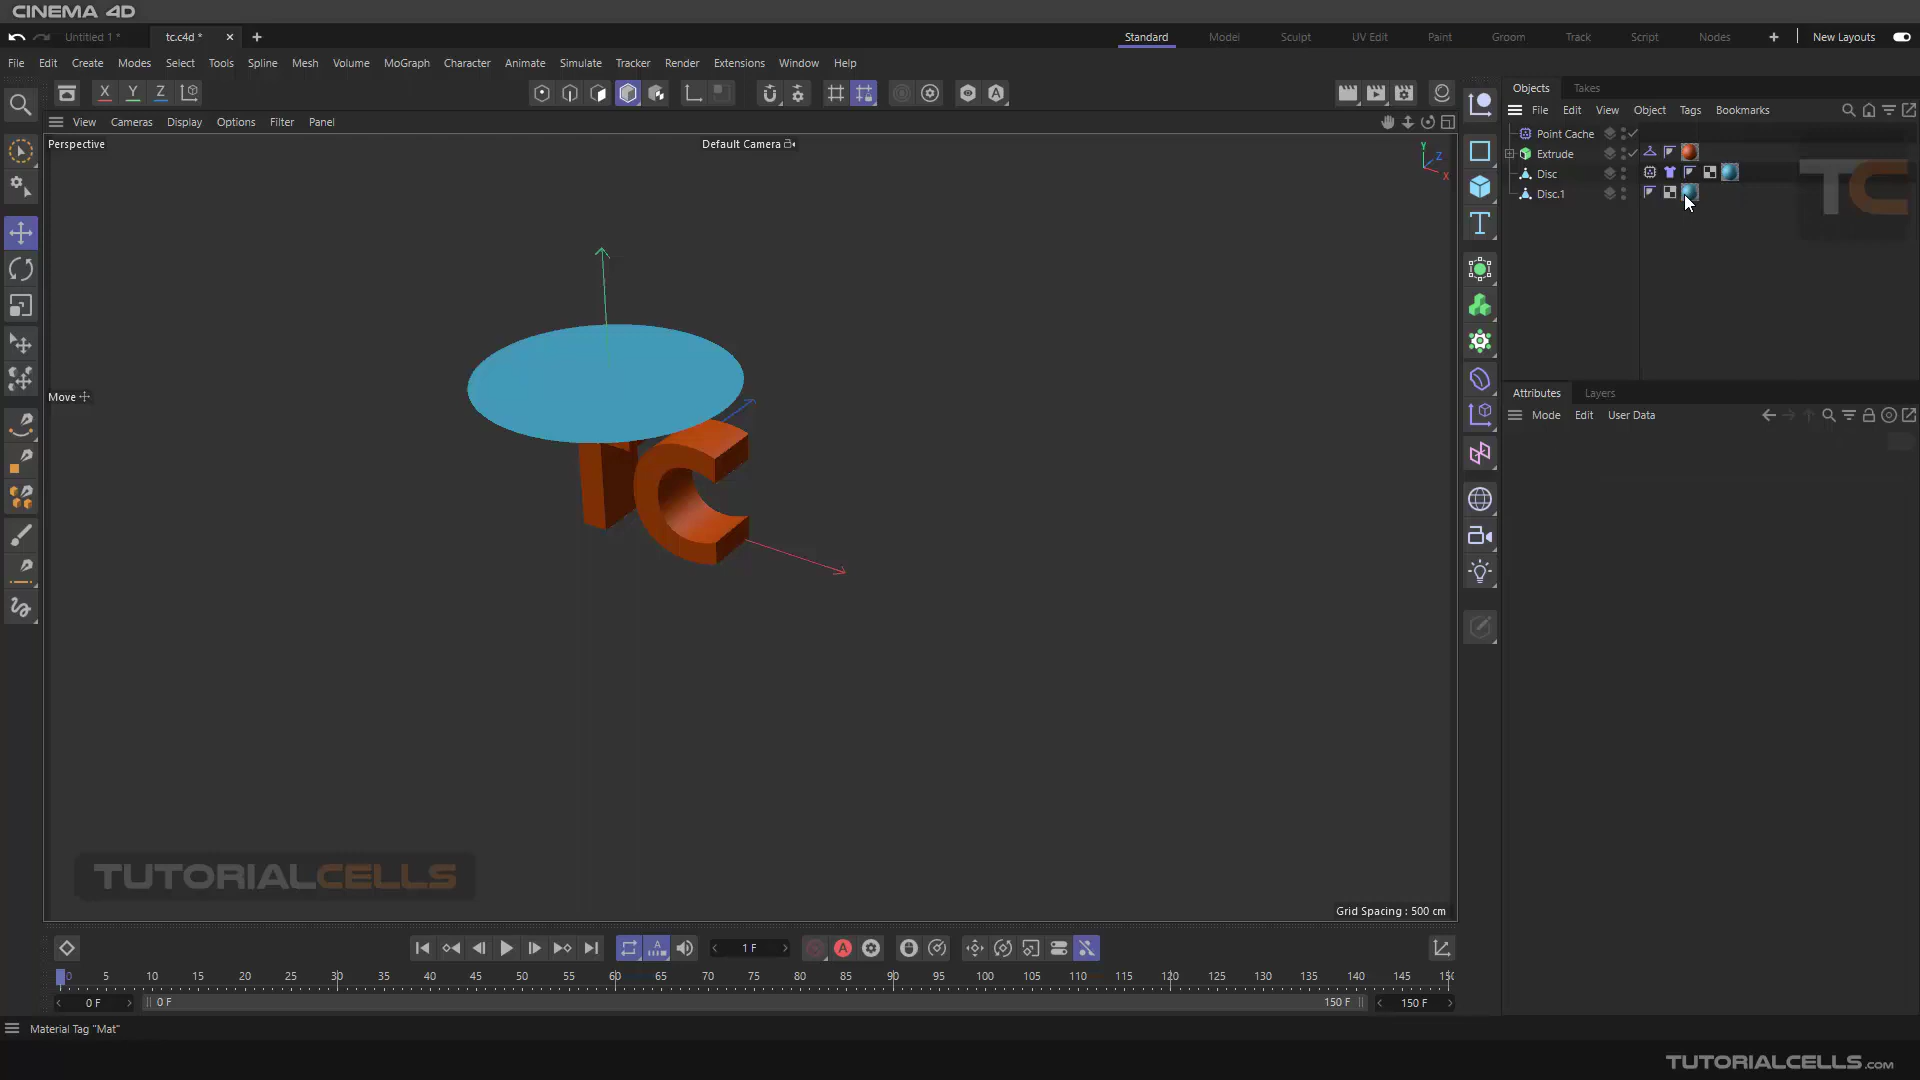 CINEMA 4D
Untitled 1 *
tc.c4d *
Standard
Model
Sculpt
UV Edit
Paint
Groom
Track
Script
Nodes
New Layouts
File Edit Create Modes Select Tools Spline Mesh Volume MoGraph Character Animate Simulate Tracker Render Extensions Window Help
X Y Z
Objects Takes
File Edit View Object Tags Bookmarks
View Cameras Display Options Filter Panel
Perspective
Default Camera
Y
Z
X
Point Cache
Extrude
Disc
Disc.1
TC
Move
TC
Attributes Layers
Mode Edit User Data
TUTORIALCELLS
Grid Spacing : 500 cm
1 F
0 5 10 15 20 25 30 35 40 45 50 55 60 65 70 75 80 85 90 95 100 105 110 115 120 125 130 135 140 145
0 F
0 F
150 F
150 F
Material Tag "Mat"
TUTORIALCELLS.COM